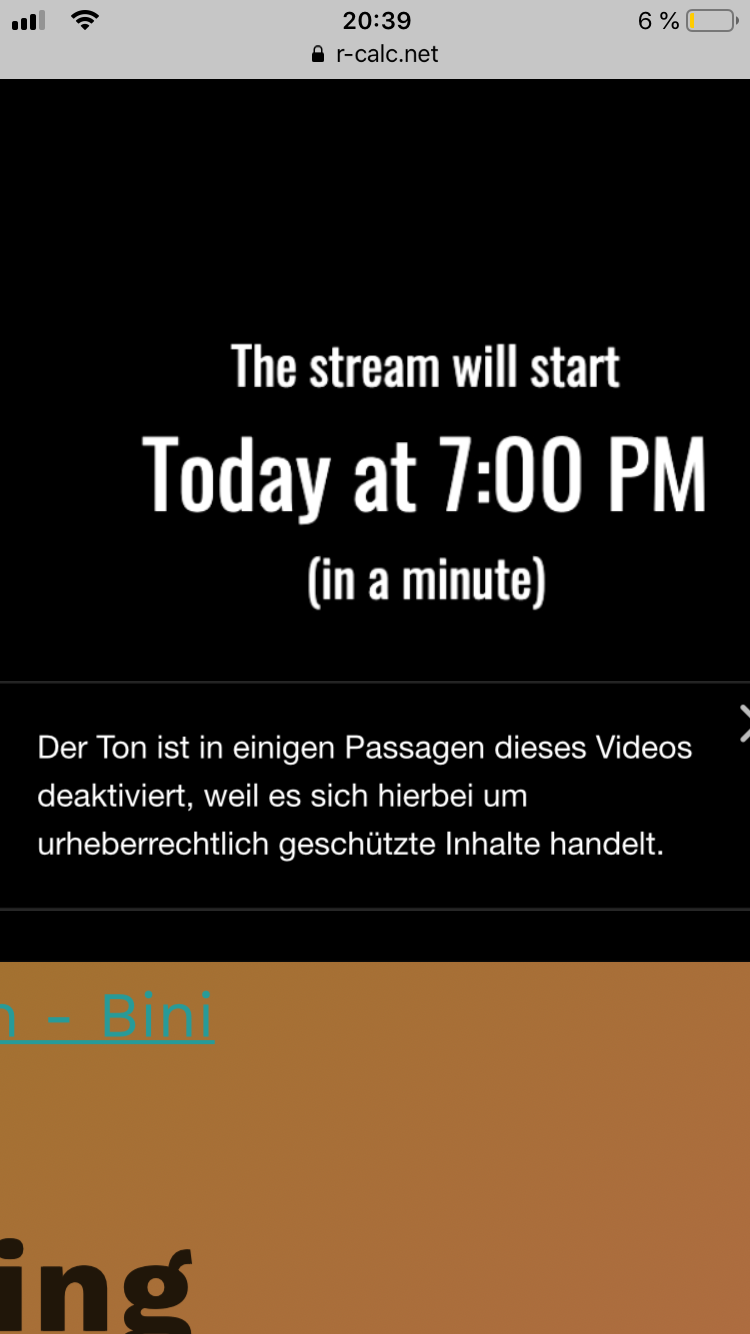 20:39
6 %
r-calc.net
The stream will start
Today at 7:00 PM
(in a minute)
Der Ton ist in einigen Passagen dieses Videos
deaktiviert, weil es sich hierbei um
urheberrechtlich geschützte Inhalte handelt.
n - Bini
ing